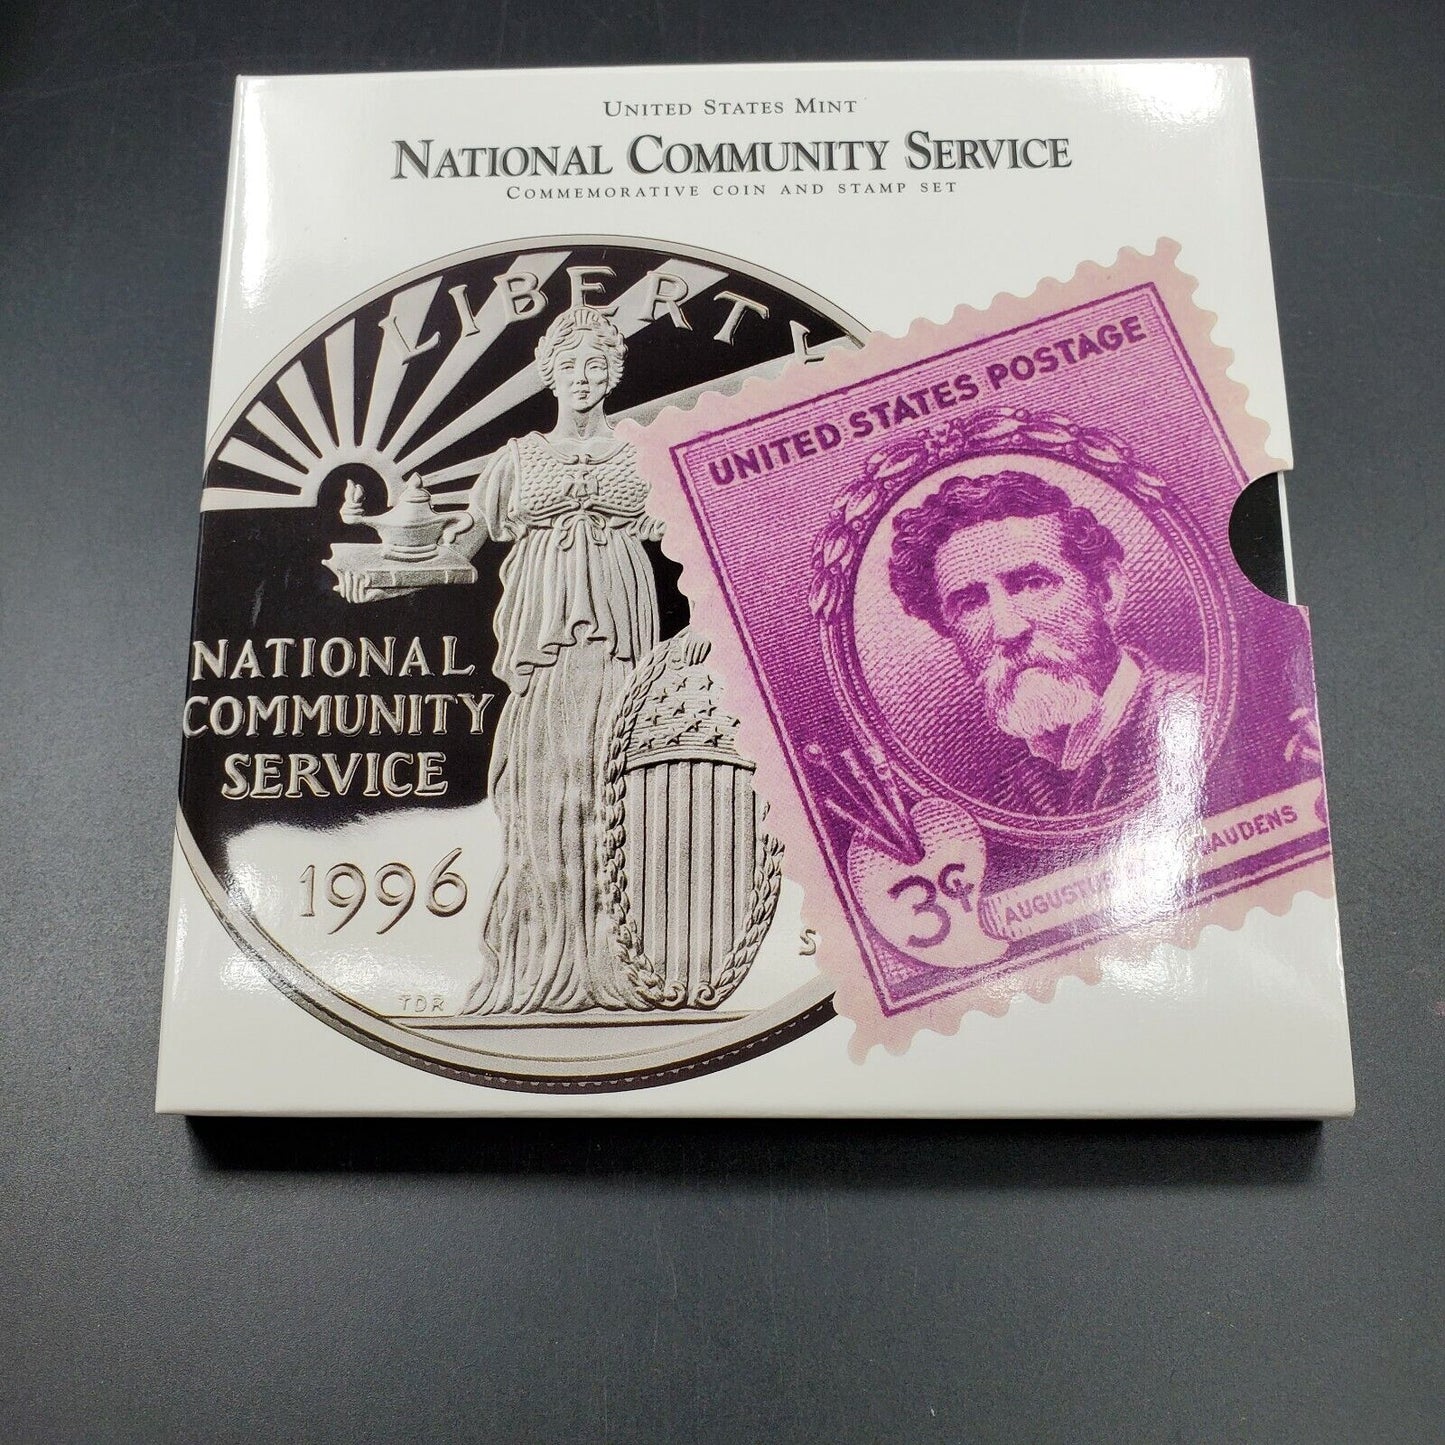 UNITED STATES MINT
NATIONAL COMMUNITY SERVICE
COMMEMORATIVE COIN AND STAMP SET
LIBERTY
NATIONAL
COMMUNITY
SERVICE
1996
S
TDR
UNITED STATES POSTAGE
3¢
AUGUSTUS
AUDENS